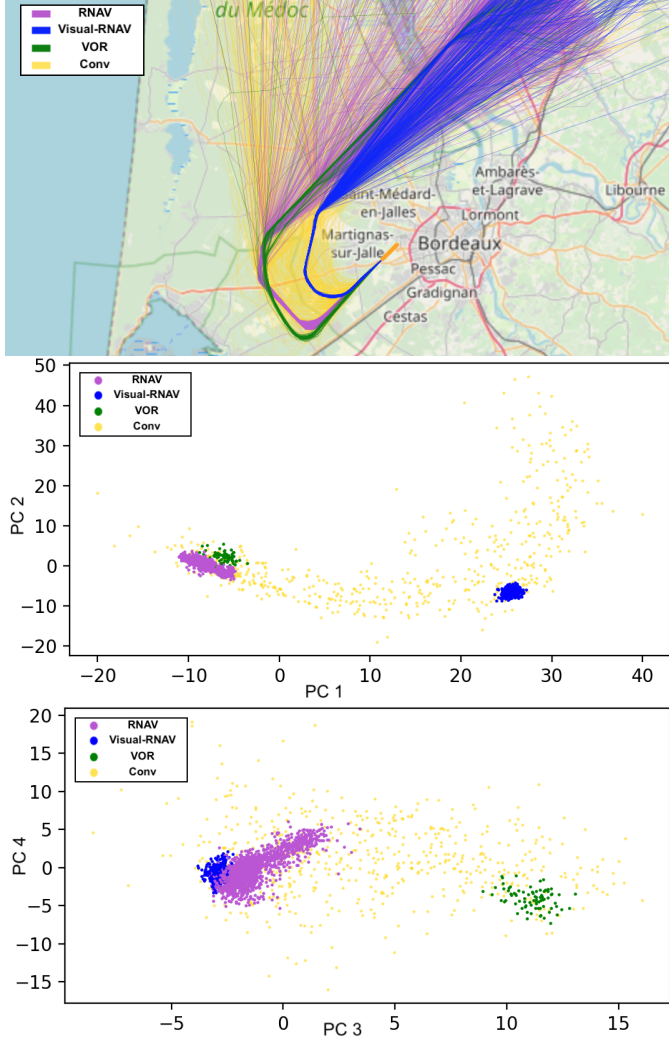 du Médoc
RNAV
Visual-RNAV
VOR
Conv
Ambarès-
et-Lagrave
Libourne
Saint-Médard-
en-Jalles
Lormont
Martignas-
sur-Jalle
Bordeaux
Pessac
Gradignan
Cestas
50
40
30
20
10
0
−10
−20
PC 2
RNAV
Visual-RNAV
VOR
Conv
−20
−10
0
10
20
30
40
PC 1
20
15
10
5
0
−5
−10
−15
PC 4
RNAV
Visual-RNAV
VOR
Conv
−5
0
5
10
15
PC 3